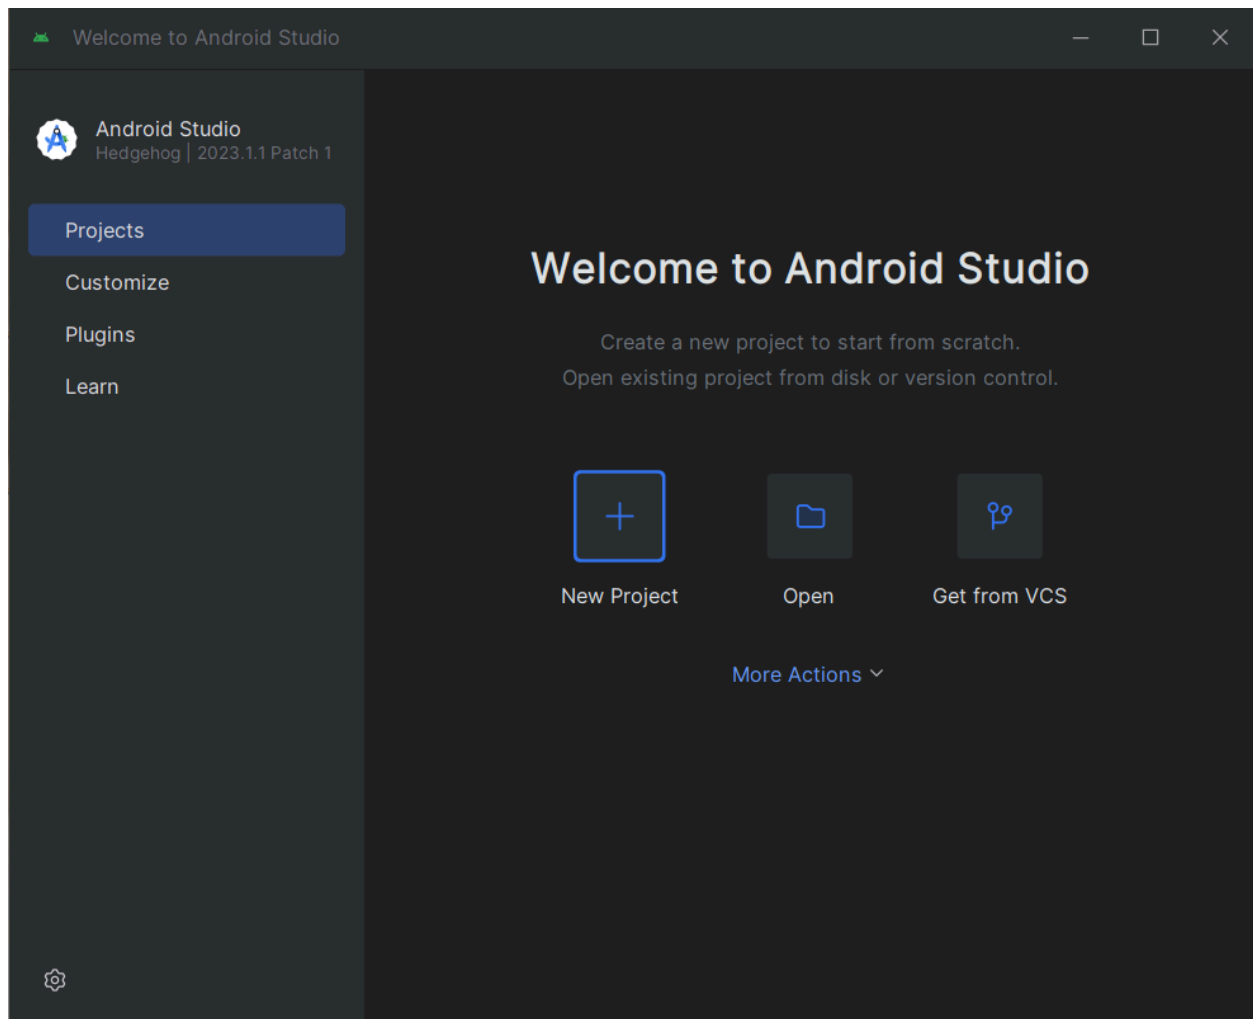 Welcome to Android Studio
Android Studio
Hedgehog | 2023.1.1 Patch 1
Projects
Customize
Plugins
Learn
Welcome to Android Studio
Create a new project to start from scratch.
Open existing project from disk or version control.
New Project
Open
Get from VCS
More Actions